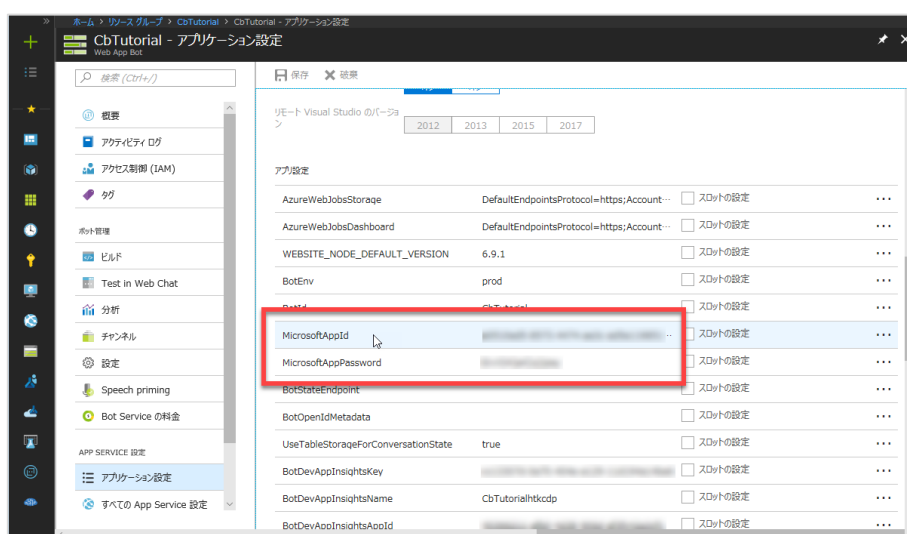 ホーム > リソース グループ > CbTutorial > CbTutorial - アプリケーション設定
CbTutorial - アプリケーション設定
Web App Bot
検索 (Ctrl+/)
概要
アクティビティ ログ
アクセス制御 (IAM)
タグ
ボット管理
ビルド
Test in Web Chat
分析
チャンネル
設定
Speech priming
Bot Service の料金
APP SERVICE 設定
アプリケーション設定
すべての App Service 設定
保存 破棄
リモート Visual Studio のバージョン
2012 2013 2015 2017
アプリ設定
AzureWebJobsStorage DefaultEndpointsProtocol=https;Account… スロットの設定 ...
AzureWebJobsDashboard DefaultEndpointsProtocol=https;Account… スロットの設定 ...
WEBSITE_NODE_DEFAULT_VERSION 6.9.1 スロットの設定 ...
BotEnv prod スロットの設定 ...
BotId CbTutorial スロットの設定 ...
MicrosoftAppId スロットの設定 ...
MicrosoftAppPassword スロットの設定 ...
BotStateEndpoint スロットの設定 ...
BotOpenIdMetadata スロットの設定 ...
UseTableStorageForConversationState true スロットの設定 ...
BotDevAppInsightsKey スロットの設定 ...
BotDevAppInsightsName CbTutorialhtkcdp スロットの設定 ...
BotDevAppInsightsAppId スロットの設定 ...